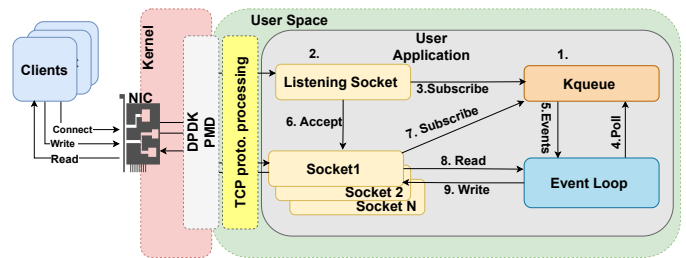 User Space
Kernel
User
Application
2.
1.
Clients
Listening Socket
3.Subscribe
Kqueue
NIC
DPDK
PMD
TCP proto. processing
Connect
Write
Read
6. Accept
7. Subscribe
5.Events
4.Poll
Socket1
8. Read
9. Write
Event Loop
Socket 2
Socket N